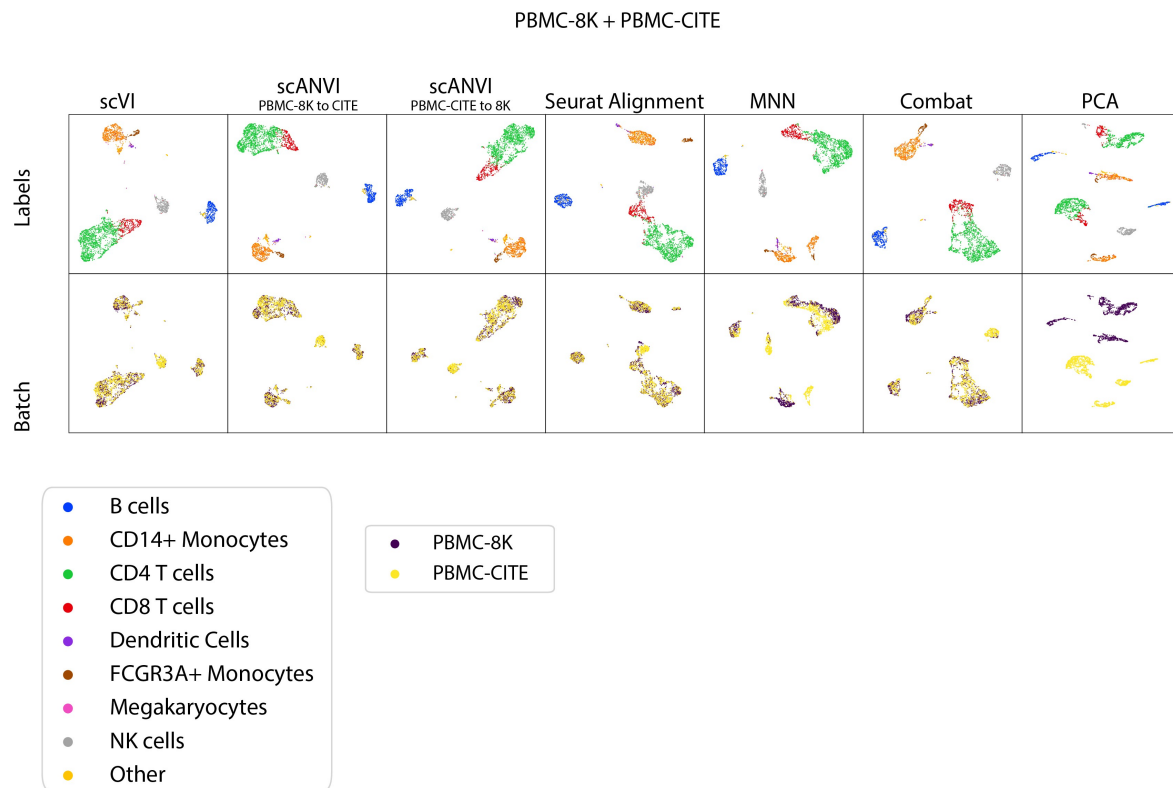 PBMC-8K + PBMC-CITE
scVI
scANVI
PBMC-8K to CITE
scANVI
PBMC-CITE to 8K
Seurat Alignment
MNN
Combat
PCA
Labels
Batch
B cells
CD14+ Monocytes
CD4 T cells
CD8 T cells
Dendritic Cells
FCGR3A+ Monocytes
Megakaryocytes
NK cells
Other
PBMC-8K
PBMC-CITE